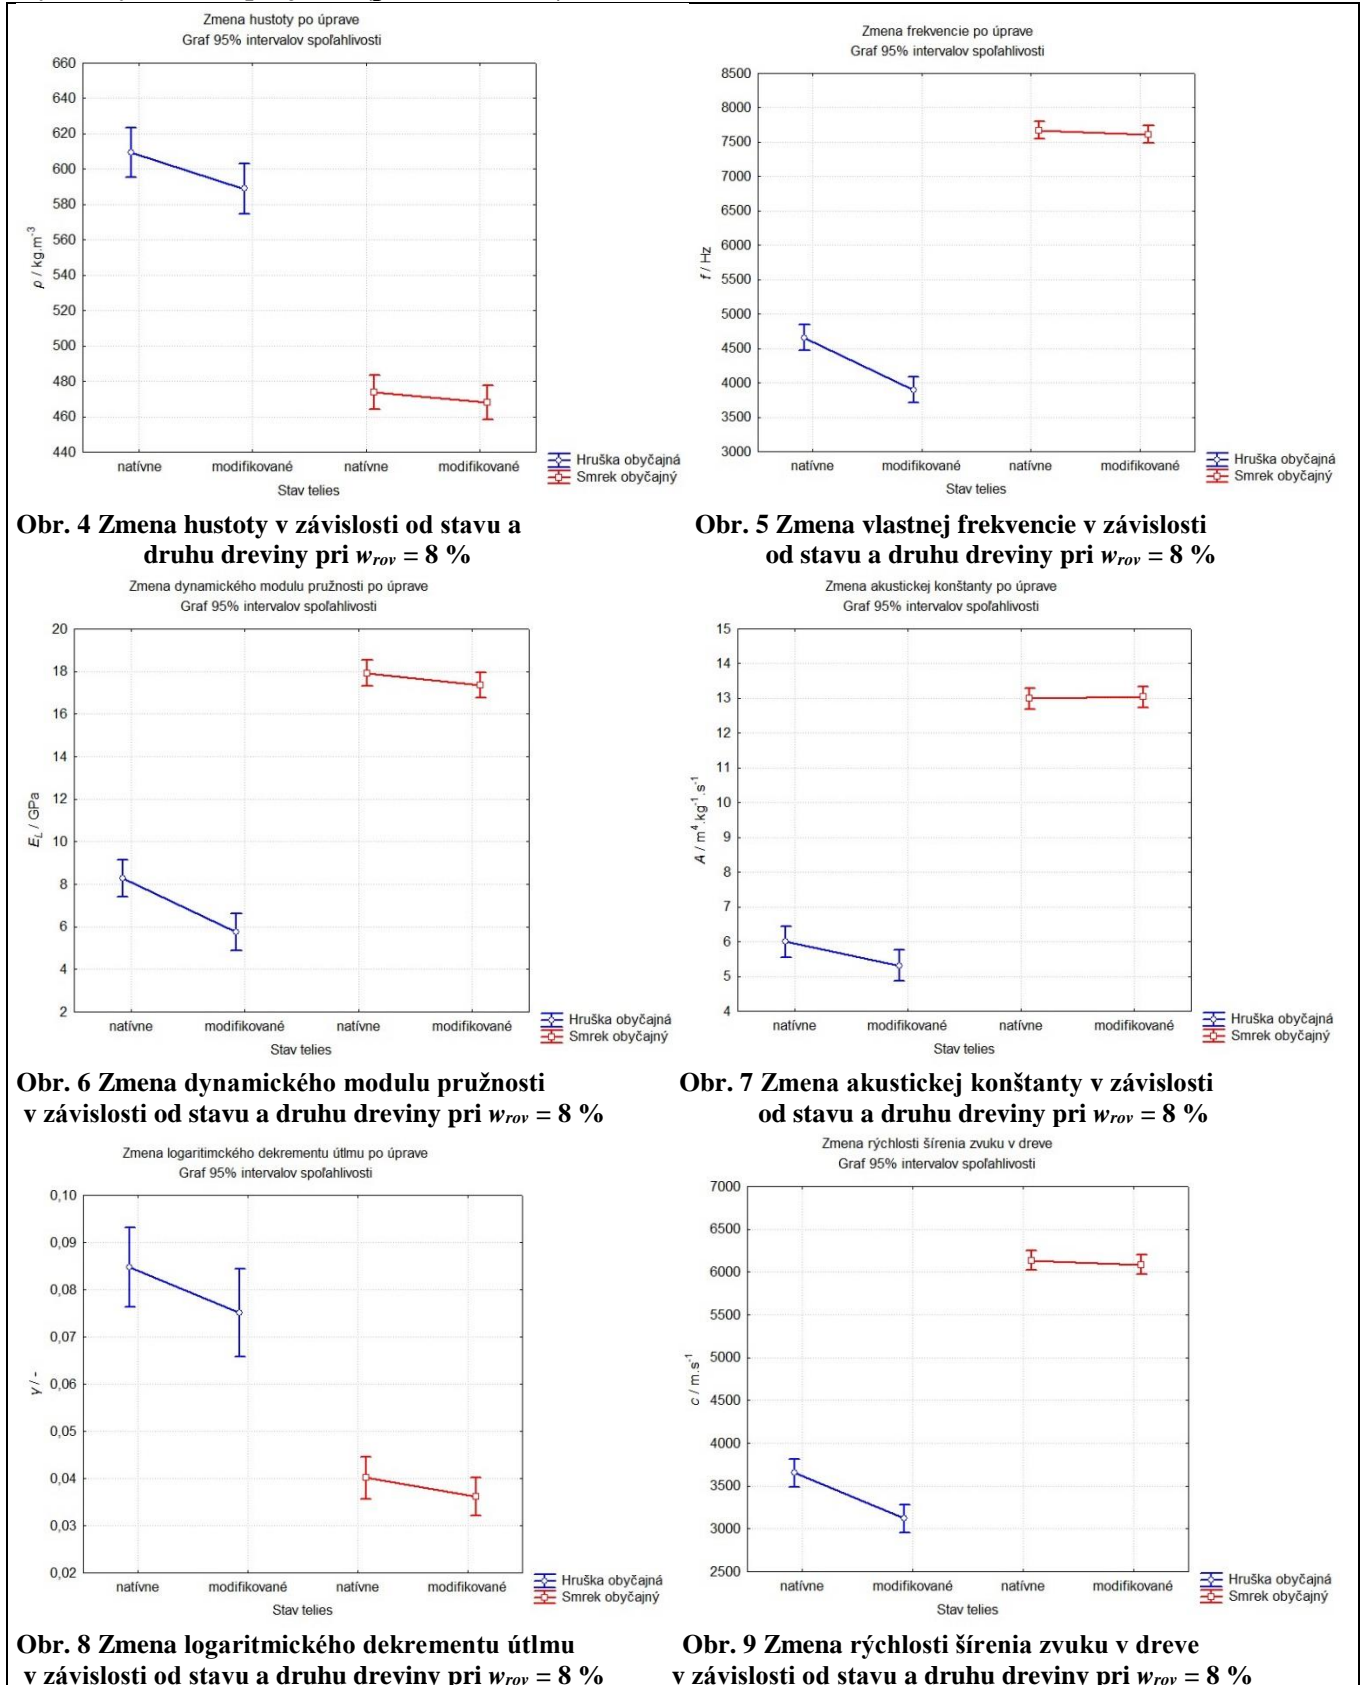 Zmena hustoty po úprave
Graf 95% intervalov spoľahlivosti
660
640
620
600
580
560
540
520
500
480
460
440
ρ / kg.m-3
natívne modifikované natívne modifikované
Stav telies
Hruška obyčajná
Smrek obyčajný
Zmena frekvencie po úprave
Graf 95% intervalov spoľahlivosti
8500
8000
7500
7000
6500
6000
5500
5000
4500
4000
3500
3000
f / Hz
natívne modifikované natívne modifikované
Stav telies
Hruška obyčajná
Smrek obyčajný
Obr. 4 Zmena hustoty v závislosti od stavu a
druhu dreviny pri wrov = 8 %
Obr. 5 Zmena vlastnej frekvencie v závislosti
od stavu a druhu dreviny pri wrov = 8 %
Zmena dynamického modulu pružnosti po úprave
Graf 95% intervalov spoľahlivosti
20
18
16
14
12
10
8
6
4
2
EL / GPa
natívne modifikované natívne modifikované
Stav telies
Hruška obyčajná
Smrek obyčajný
Zmena akustickej konštanty po úprave
Graf 95% intervalov spoľahlivosti
15
14
13
12
11
10
9
8
7
6
5
4
A / m4.kg-1.s-1
natívne modifikované natívne modifikované
Stav telies
Hruška obyčajná
Smrek obyčajný
Obr. 6 Zmena dynamického modulu pružnosti
v závislosti od stavu a druhu dreviny pri wrov = 8 %
Obr. 7 Zmena akustickej konštanty v závislosti
od stavu a druhu dreviny pri wrov = 8 %
Zmena logaritimckého dekrementu útlmu po úprave
Graf 95% intervalov spoľahlivosti
0,10
0,09
0,08
0,07
0,06
0,05
0,04
0,03
0,02
γ / -
natívne modifikované natívne modifikované
Stav telies
Hruška obyčajná
Smrek obyčajný
Zmena rýchlosti šírenia zvuku v dreve
Graf 95% intervalov spoľahlivosti
7000
6500
6000
5500
5000
4500
4000
3500
3000
2500
c / m.s-1
natívne modifikované natívne modifikované
Stav telies
Hruška obyčajná
Smrek obyčajný
Obr. 8 Zmena logaritmického dekrementu útlmu
v závislosti od stavu a druhu dreviny pri wrov = 8 %
Obr. 9 Zmena rýchlosti šírenia zvuku v dreve
v závislosti od stavu a druhu dreviny pri wrov = 8 %